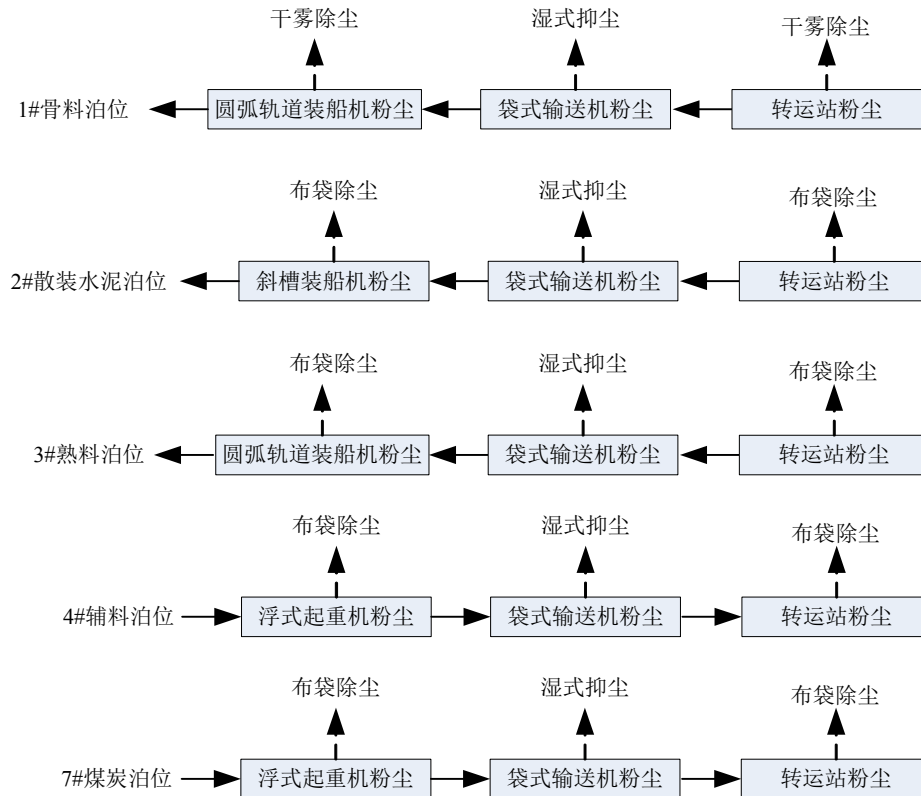 干雾除尘 湿式抑尘 干雾除尘
1#骨料泊位 圆弧轨道装船机粉尘 袋式输送机粉尘 转运站粉尘
布袋除尘 湿式抑尘 布袋除尘
2#散装水泥泊位 斜槽装船机粉尘 袋式输送机粉尘 转运站粉尘
布袋除尘 湿式抑尘 布袋除尘
3#熟料泊位 圆弧轨道装船机粉尘 袋式输送机粉尘 转运站粉尘
布袋除尘 湿式抑尘 布袋除尘
4#辅料泊位 浮式起重机粉尘 袋式输送机粉尘 转运站粉尘
布袋除尘 湿式抑尘 布袋除尘
7#煤炭泊位 浮式起重机粉尘 袋式输送机粉尘 转运站粉尘